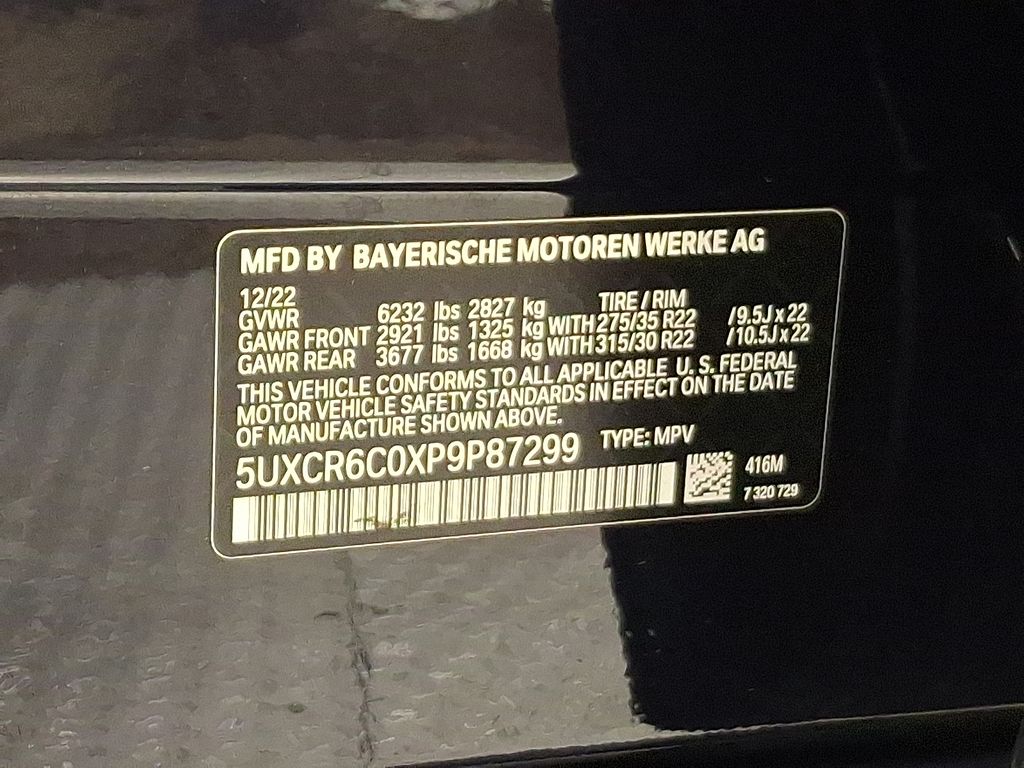 MFD BY BAYERISCHE MOTOREN WERKE AG
12/22 TIRE / RIM
GVWR 6232 lbs 2827 kg
GAWR FRONT 2921 lbs 1325 kg WITH 275/35 R22 /9.5J x 22
GAWR REAR 3677 lbs 1668 kg WITH 315/30 R22 /10.5J x 22
THIS VEHICLE CONFORMS TO ALL APPLICABLE U. S. FEDERAL
MOTOR VEHICLE SAFETY STANDARDS IN EFFECT ON THE DATE
OF MANUFACTURE SHOWN ABOVE.
5UXCR6C0XP9P87299 TYPE: MPV
416M
7 320 729